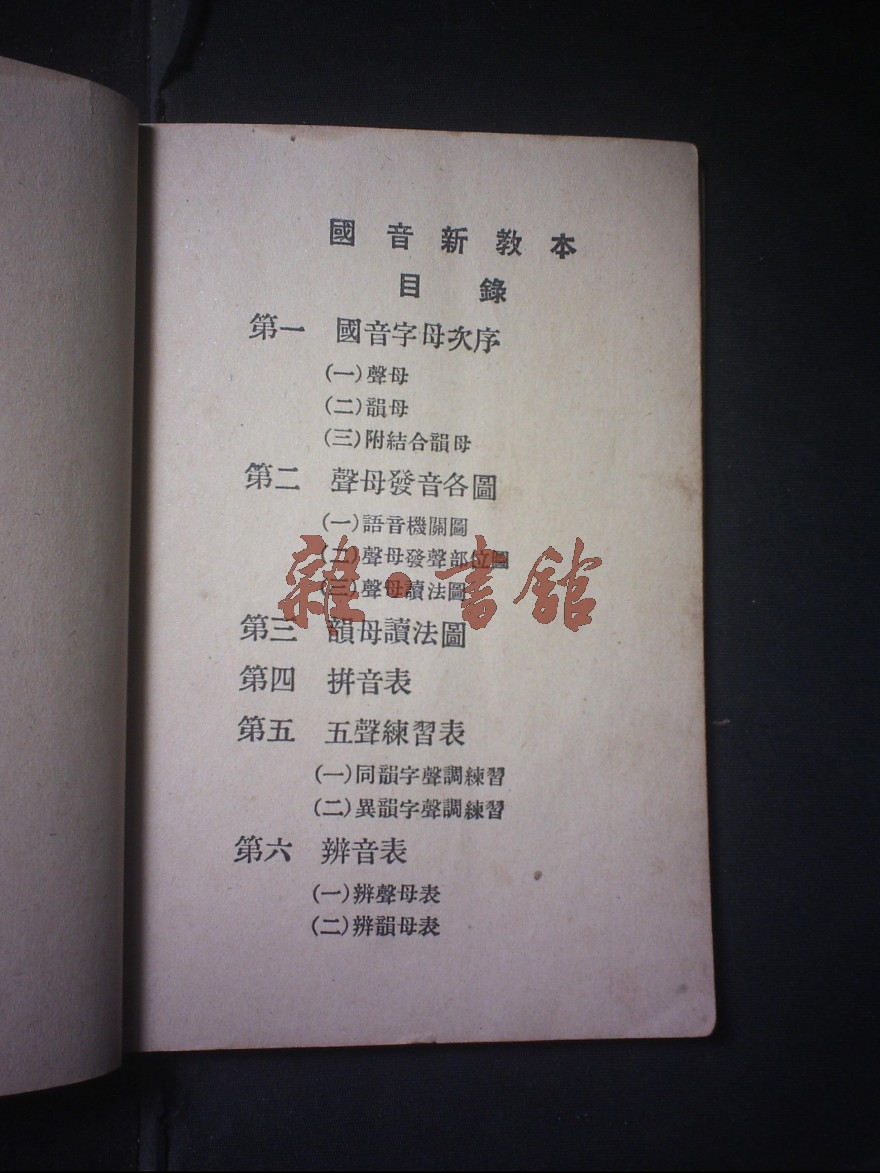 國音新教本
目錄
第一 國音字母次序
(一)聲母
(二)韻母
(三)附結合韻母
第二 聲母發音各圖
(一)語音機關圖
(二)聲母發聲部位圖
(三)聲母讀法圖
雜·書館
第三 韻母讀法圖
第四 拼音表
第五 五聲練習表
(一)同韻字聲調練習
(二)異韻字聲調練習
第六 辨音表
(一)辨聲母表
(二)辨韻母表